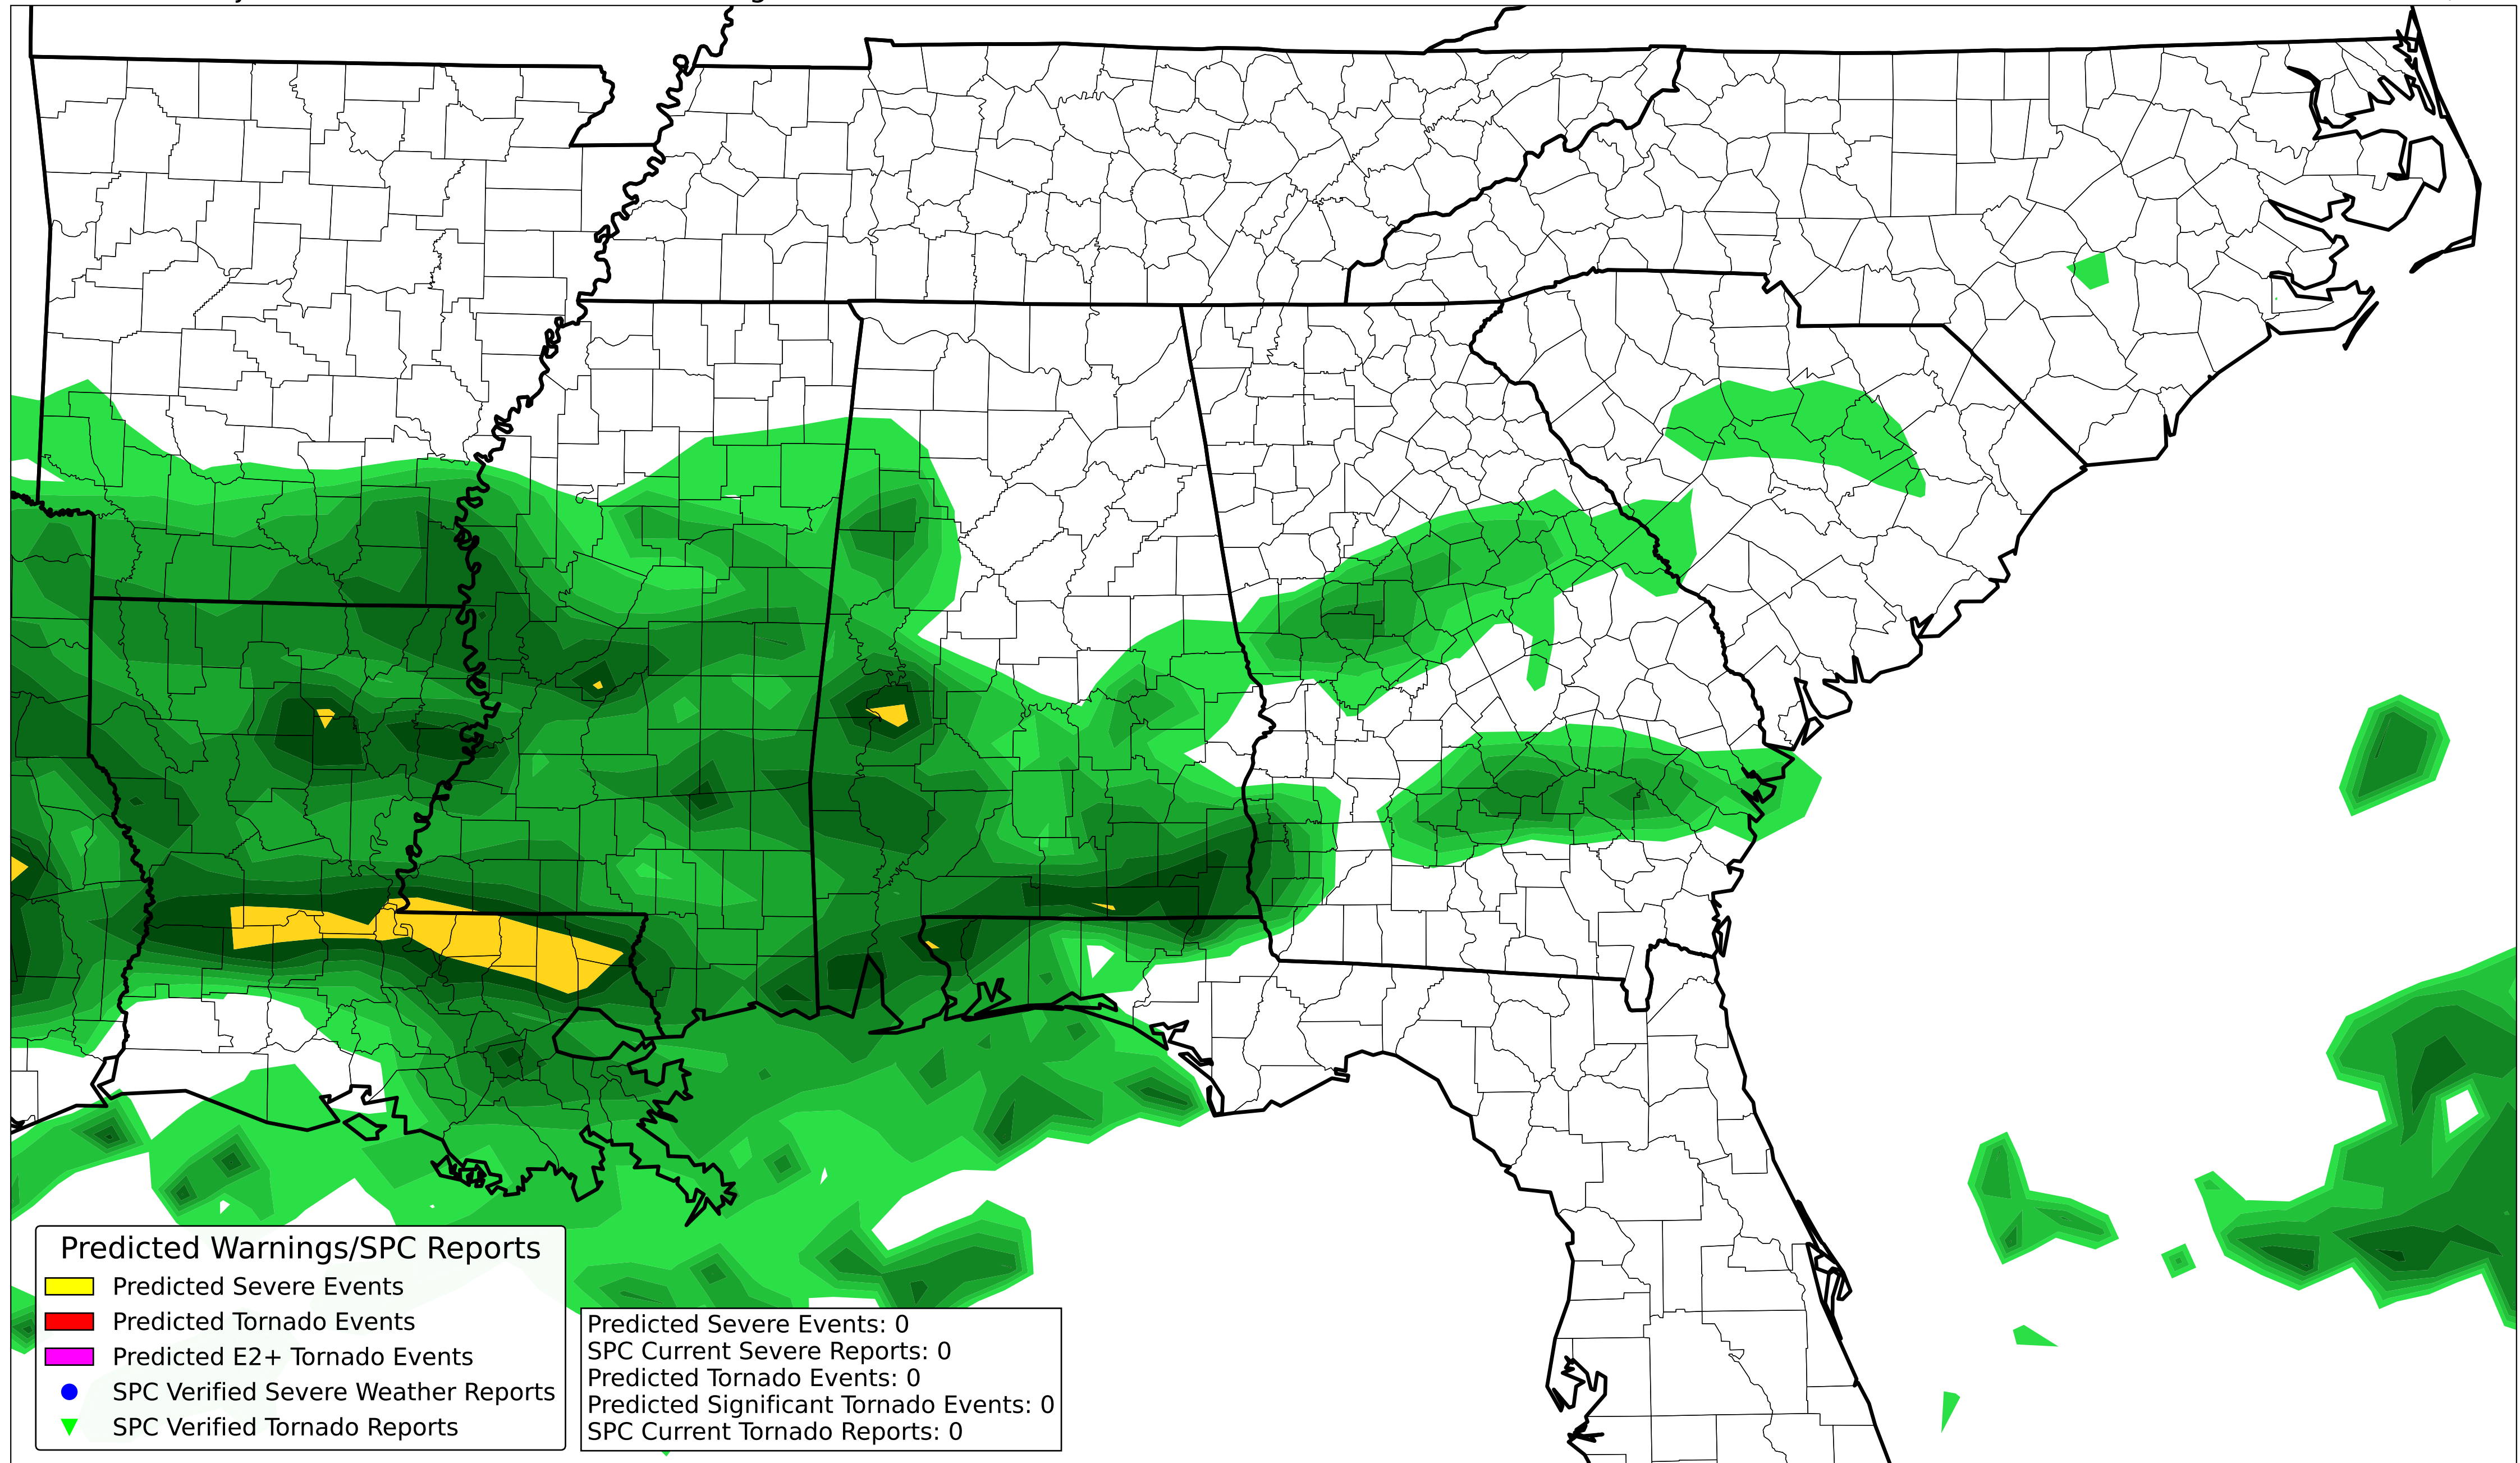 Predicted Warnings/SPC Reports
Predicted Severe Events
Predicted Tornado Events
Predicted E2+ Tornado Events
SPC Verified Severe Weather Reports
SPC Verified Tornado Reports
Predicted Severe Events: 0
SPC Current Severe Reports: 0
Predicted Tornado Events: 0
Predicted Significant Tornado Events: 0
SPC Current Tornado Reports: 0